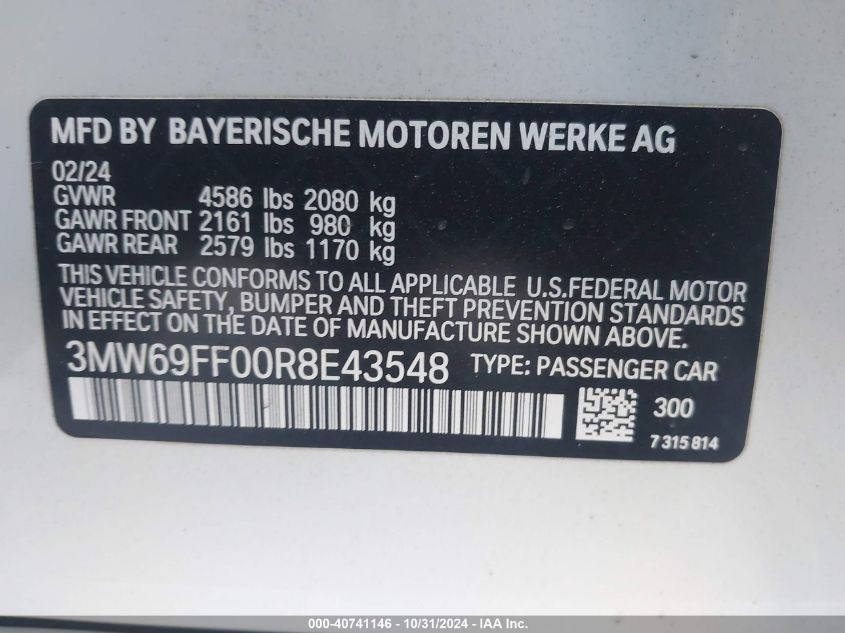 MFD BY BAYERISCHE MOTOREN WERKE AG
02/24
GVWR 4586 lbs 2080 kg
GAWR FRONT 2161 lbs 980 kg
GAWR REAR 2579 lbs 1170 kg
THIS VEHICLE CONFORMS TO ALL APPLICABLE U.S.FEDERAL MOTOR
VEHICLE SAFETY, BUMPER AND THEFT PREVENTION STANDARDS
IN EFFECT ON THE DATE OF MANUFACTURE SHOWN ABOVE.
3MW69FF00R8E43548 TYPE: PASSENGER CAR
300
7 315 814
000-40741146 - 10/31/2024 - IAA Inc.